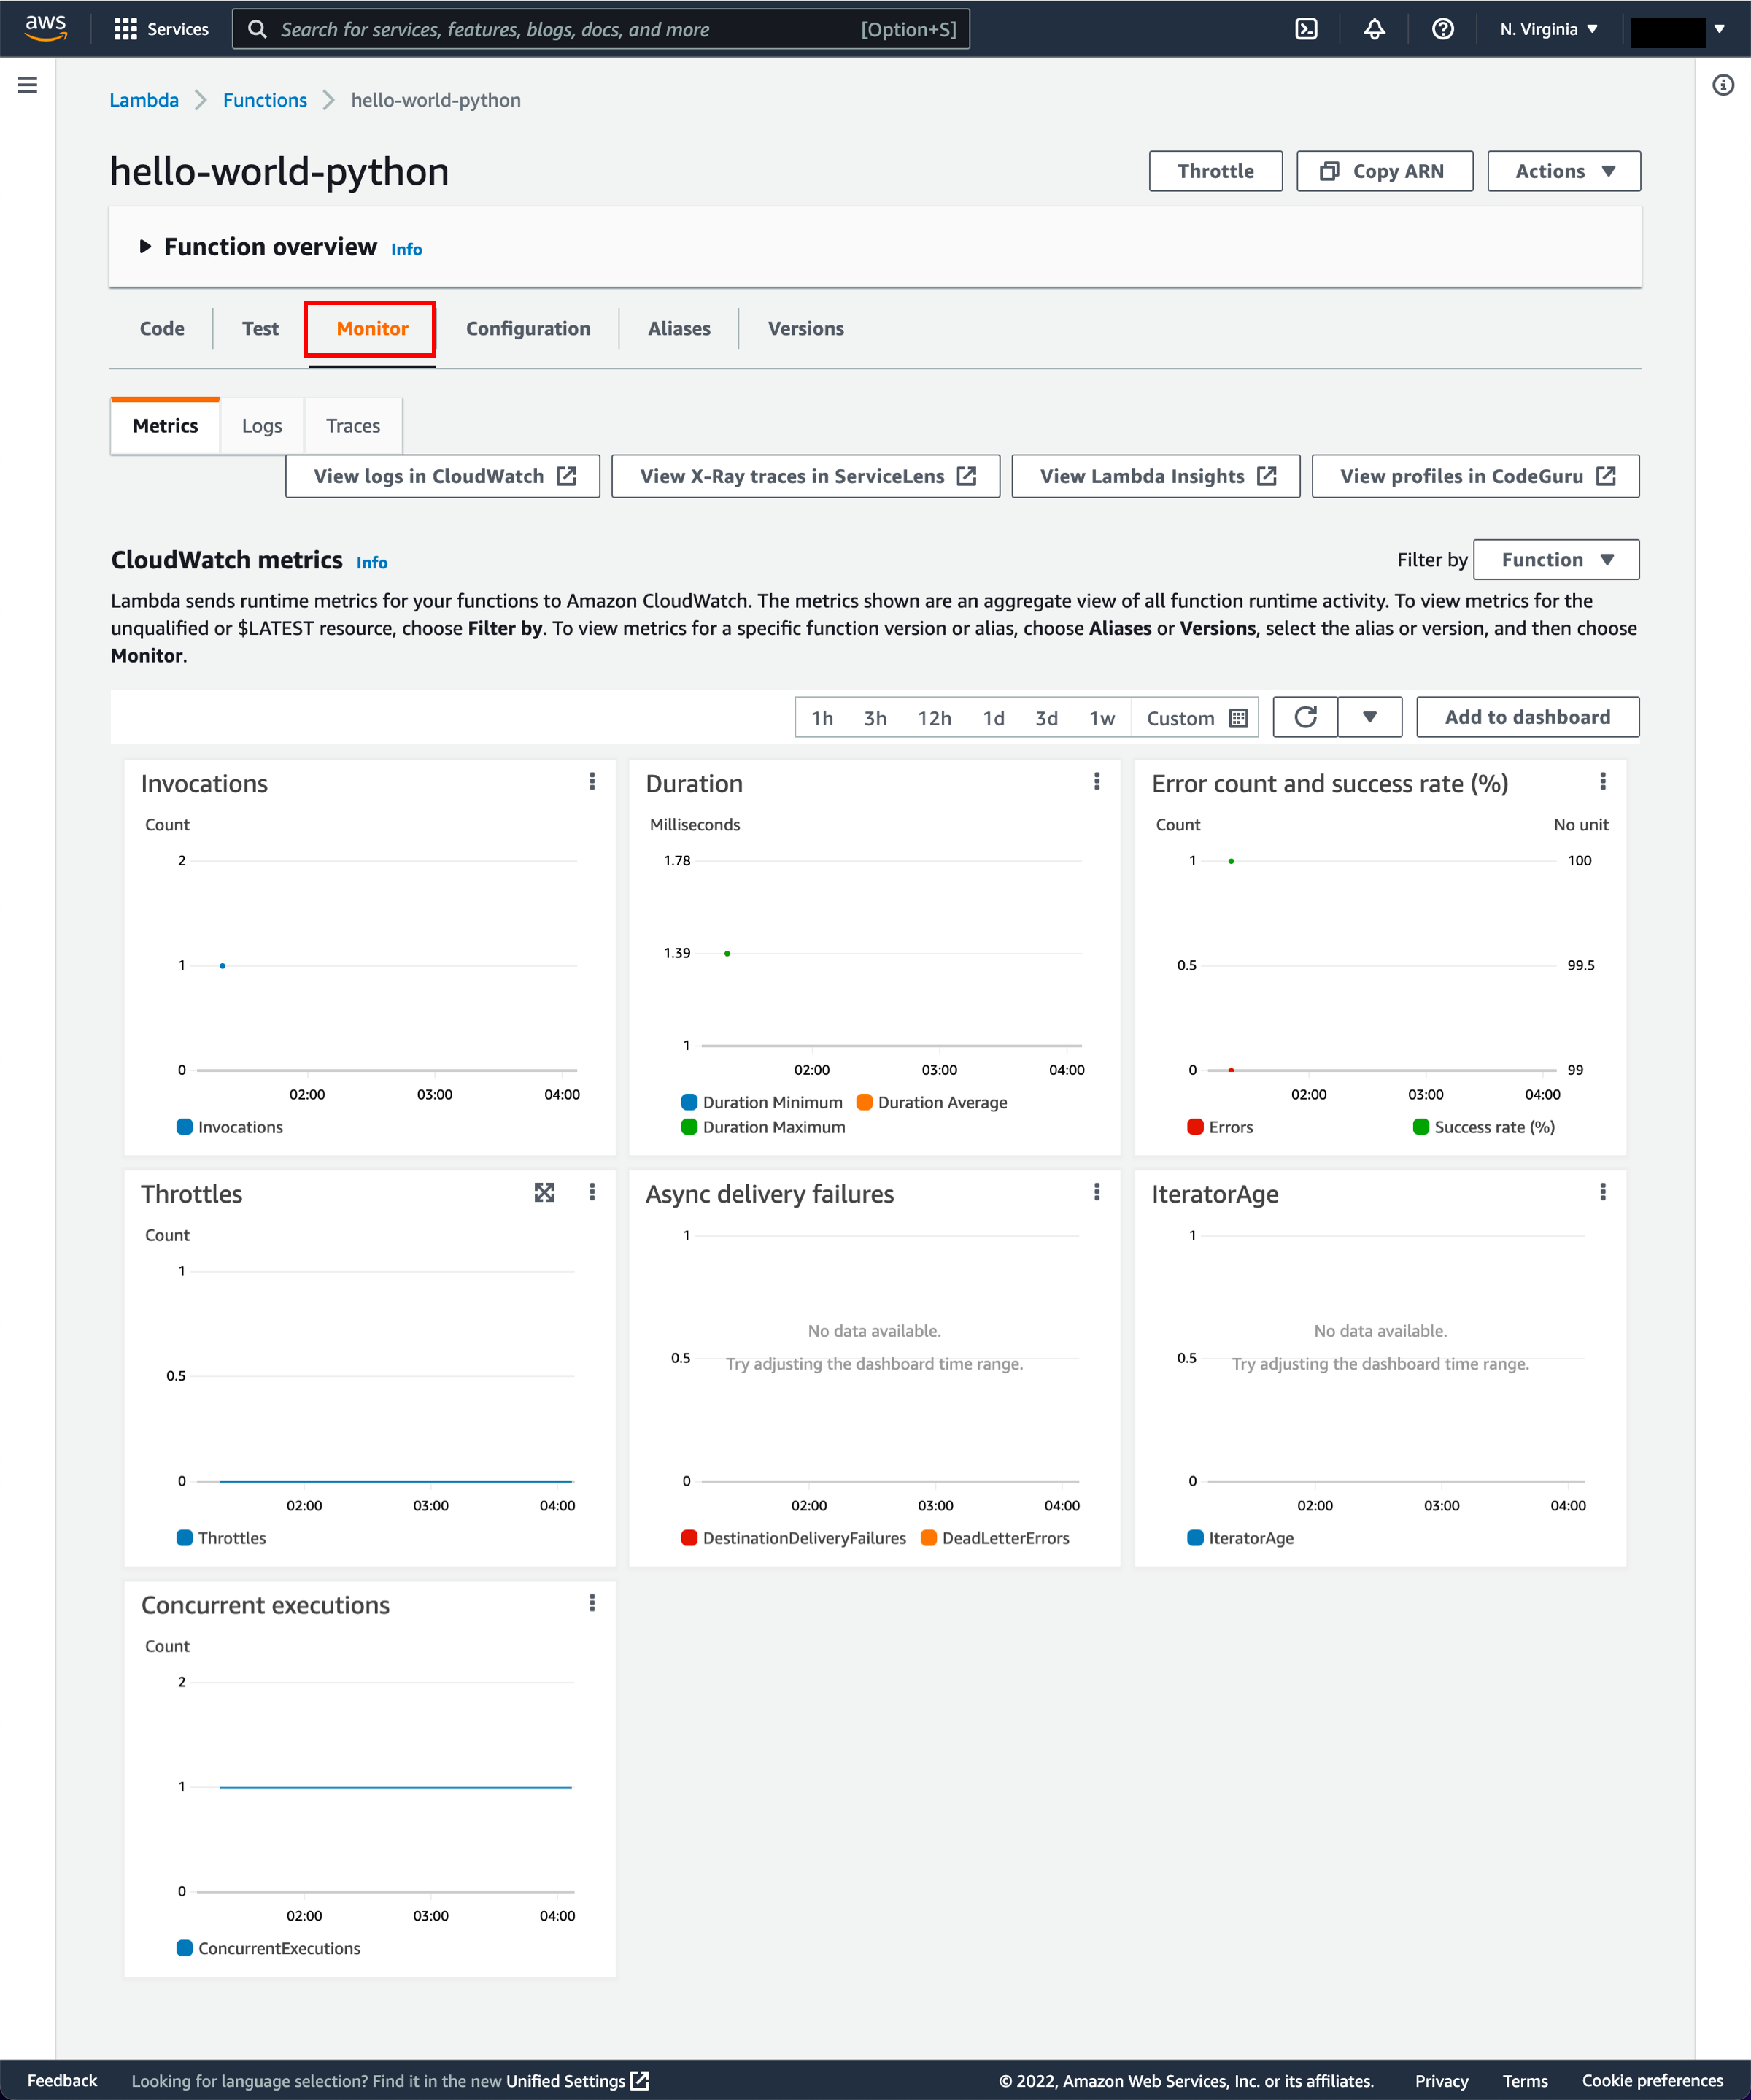 aws Services Search for services, features, blogs, docs, and more [Option+S] N. Virginia
Lambda Functions hello-world-python
hello-world-python Throttle Copy ARN Actions
Function overview Info
Code Test Monitor Configuration Aliases Versions
Metrics Logs Traces
View logs in CloudWatch View X-Ray traces in ServiceLens View Lambda Insights View profiles in CodeGuru
CloudWatch metrics Info Filter by Function
Lambda sends runtime metrics for your functions to Amazon CloudWatch. The metrics shown are an aggregate view of all function runtime activity. To view metrics for the
unqualified or $LATEST resource, choose Filter by. To view metrics for a specific function version or alias, choose Aliases or Versions, select the alias or version, and then choose
Monitor.
1h 3h 12h 1d 3d 1w Custom Add to dashboard
Invocations
Count
2
1
0
02:00 03:00 04:00
Invocations
Duration
Milliseconds
1.78
1.39
1
02:00 03:00 04:00
Duration Minimum Duration Average
Duration Maximum
Error count and success rate (%)
Count No unit
1 100
0.5 99.5
0 99
02:00 03:00 04:00
Errors Success rate (%)
Throttles
Count
1
0.5
0
02:00 03:00 04:00
Throttles
Async delivery failures
1
No data available.
0.5 Try adjusting the dashboard time range.
0
02:00 03:00 04:00
DestinationDeliveryFailures DeadLetterErrors
IteratorAge
1
No data available.
0.5 Try adjusting the dashboard time range.
0
02:00 03:00 04:00
IteratorAge
Concurrent executions
Count
2
1
0
02:00 03:00 04:00
ConcurrentExecutions
Feedback Looking for language selection? Find it in the new Unified Settings © 2022, Amazon Web Services, Inc. or its affiliates. Privacy Terms Cookie preferences